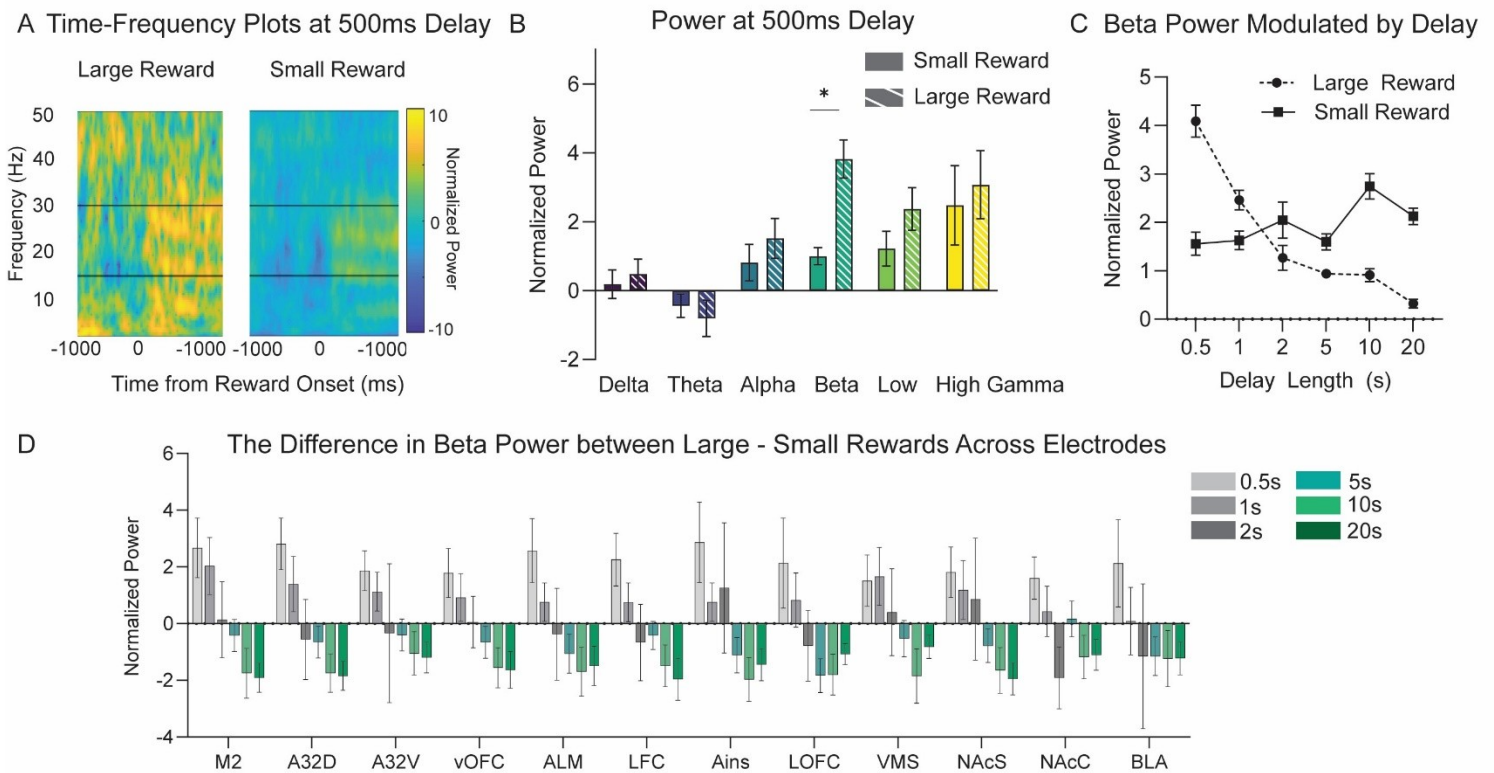 A Time-Frequency Plots at 500ms Delay
Large Reward
Small Reward
Frequency (Hz)
50
40
30
20
10
-1000
0
-1000
-1000
0
-1000
Time from Reward Onset (ms)
10
0
-10
Normalized Power
B
Power at 500ms Delay
Small Reward
Large Reward
*
Normalized Power
6
4
2
0
-2
Delta
Theta
Alpha
Beta
Low
High Gamma
C Beta Power Modulated by Delay
Large Reward
Small Reward
Normalized Power
5
4
3
2
1
0
0.5
1
2
5
10
20
Delay Length (s)
D
The Difference in Beta Power between Large - Small Rewards Across Electrodes
Normalized Power
6
4
2
0
-2
-4
0.5s
1s
2s
5s
10s
20s
M2
A32D
A32V
vOFC
ALM
LFC
Ains
LOFC
VMS
NAcS
NAcC
BLA